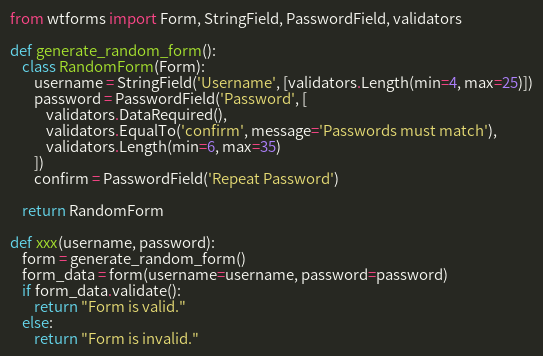 from wtforms import Form, StringField, PasswordField, validators

def generate_random_form():
    class RandomForm(Form):
        username = StringField('Username', [validators.Length(min=4, max=25)])
        password = PasswordField('Password', [
            validators.DataRequired(),
            validators.EqualTo('confirm', message='Passwords must match'),
            validators.Length(min=6, max=35)
        ])
        confirm = PasswordField('Repeat Password')

    return RandomForm

def xxx(username, password):
    form = generate_random_form()
    form_data = form(username=username, password=password)
    if form_data.validate():
        return "Form is valid."
    else:
        return "Form is invalid."